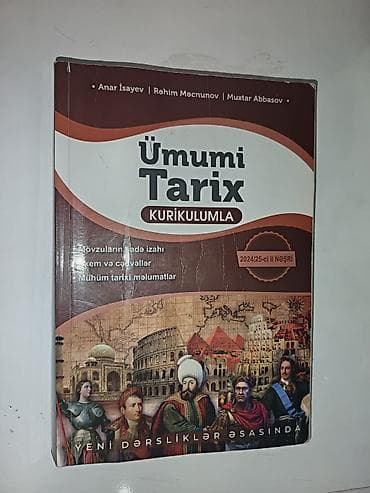 • Anar İsayev | Rəhim Məcnunov | Muxtar Abbasov •
Ümumi
Tarix
KURİKULUMLA
• Mövzuların sadə izahı
• Sxem və cədvəllər
• Mühüm tarixi məlumatlar
2024/25-ci il NƏŞRİ
YENİ DƏRSLİKLƏR ƏSASINDA